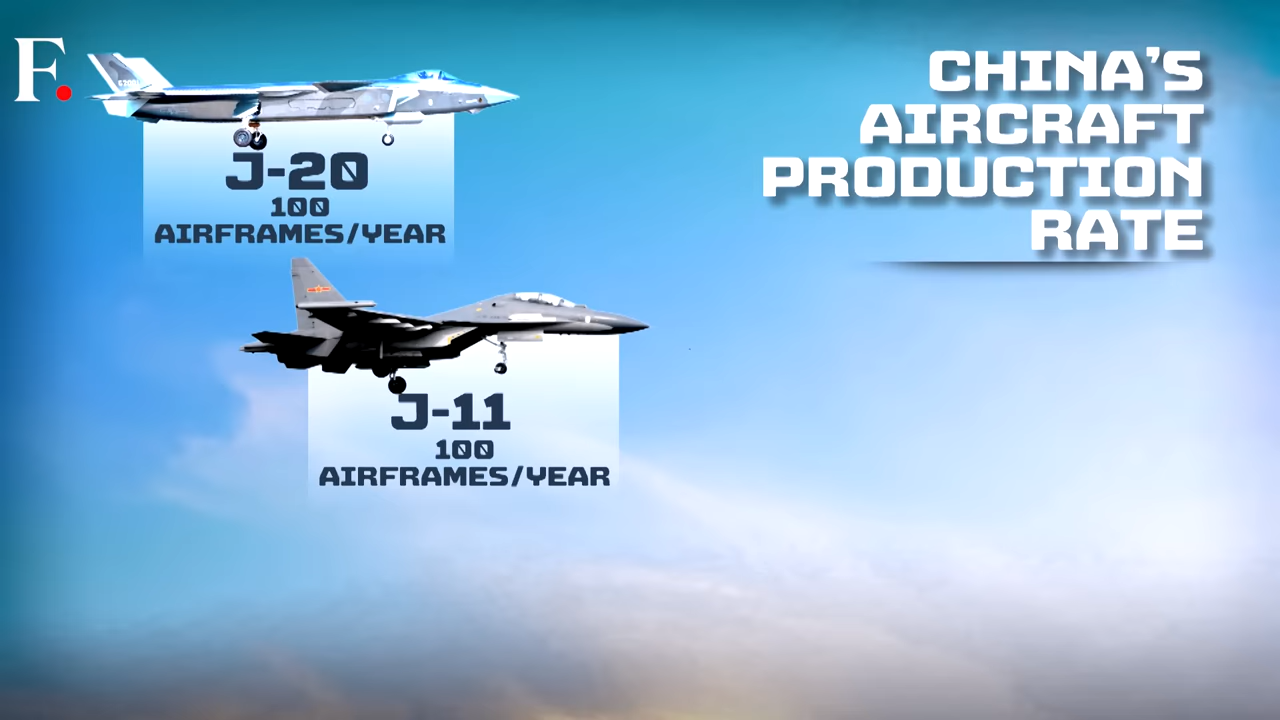 F.
CHINA'S
AIRCRAFT
PRODUCTION
RATE
J-20
100
AIRFRAMES/YEAR
J-11
100
AIRFRAMES/YEAR